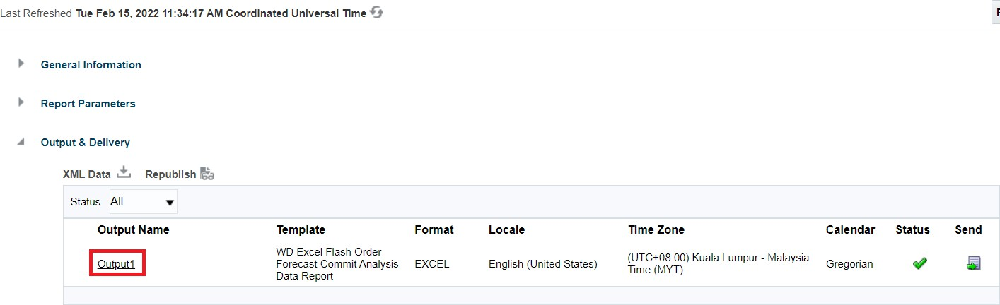 Last Refreshed Tue Feb 15, 2022 11:34:17 AM Coordinated Universal Time
General Information
Report Parameters
Output & Delivery
XML Data Republish
Status All
Output Name Template Format Locale Time Zone Calendar Status Send
Output1 WD Excel Flash Order Forecast Commit Analysis Data Report EXCEL English (United States) (UTC+08:00) Kuala Lumpur - Malaysia Time (MYT) Gregorian